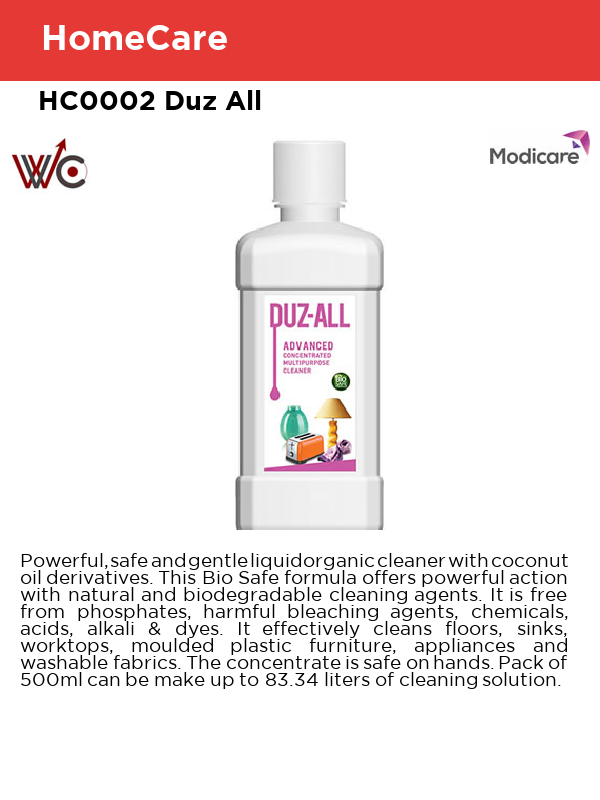 HomeCare
HC0002 Duz All
WC
Modicare
DUZ-ALL
ADVANCED
CONCENTRATED
MULTIPURPOSE
CLEANER
Bio
SAFE
Powerful, safe and gentle liquid organic cleaner with coconut
oil derivatives. This Bio Safe formula offers powerful action
with natural and biodegradable cleaning agents. It is free
from phosphates, harmful bleaching agents, chemicals,
acids, alkali & dyes. It effectively cleans floors, sinks,
worktops, moulded plastic furniture, appliances and
washable fabrics. The concentrate is safe on hands. Pack of
500ml can be make up to 83.34 liters of cleaning solution.